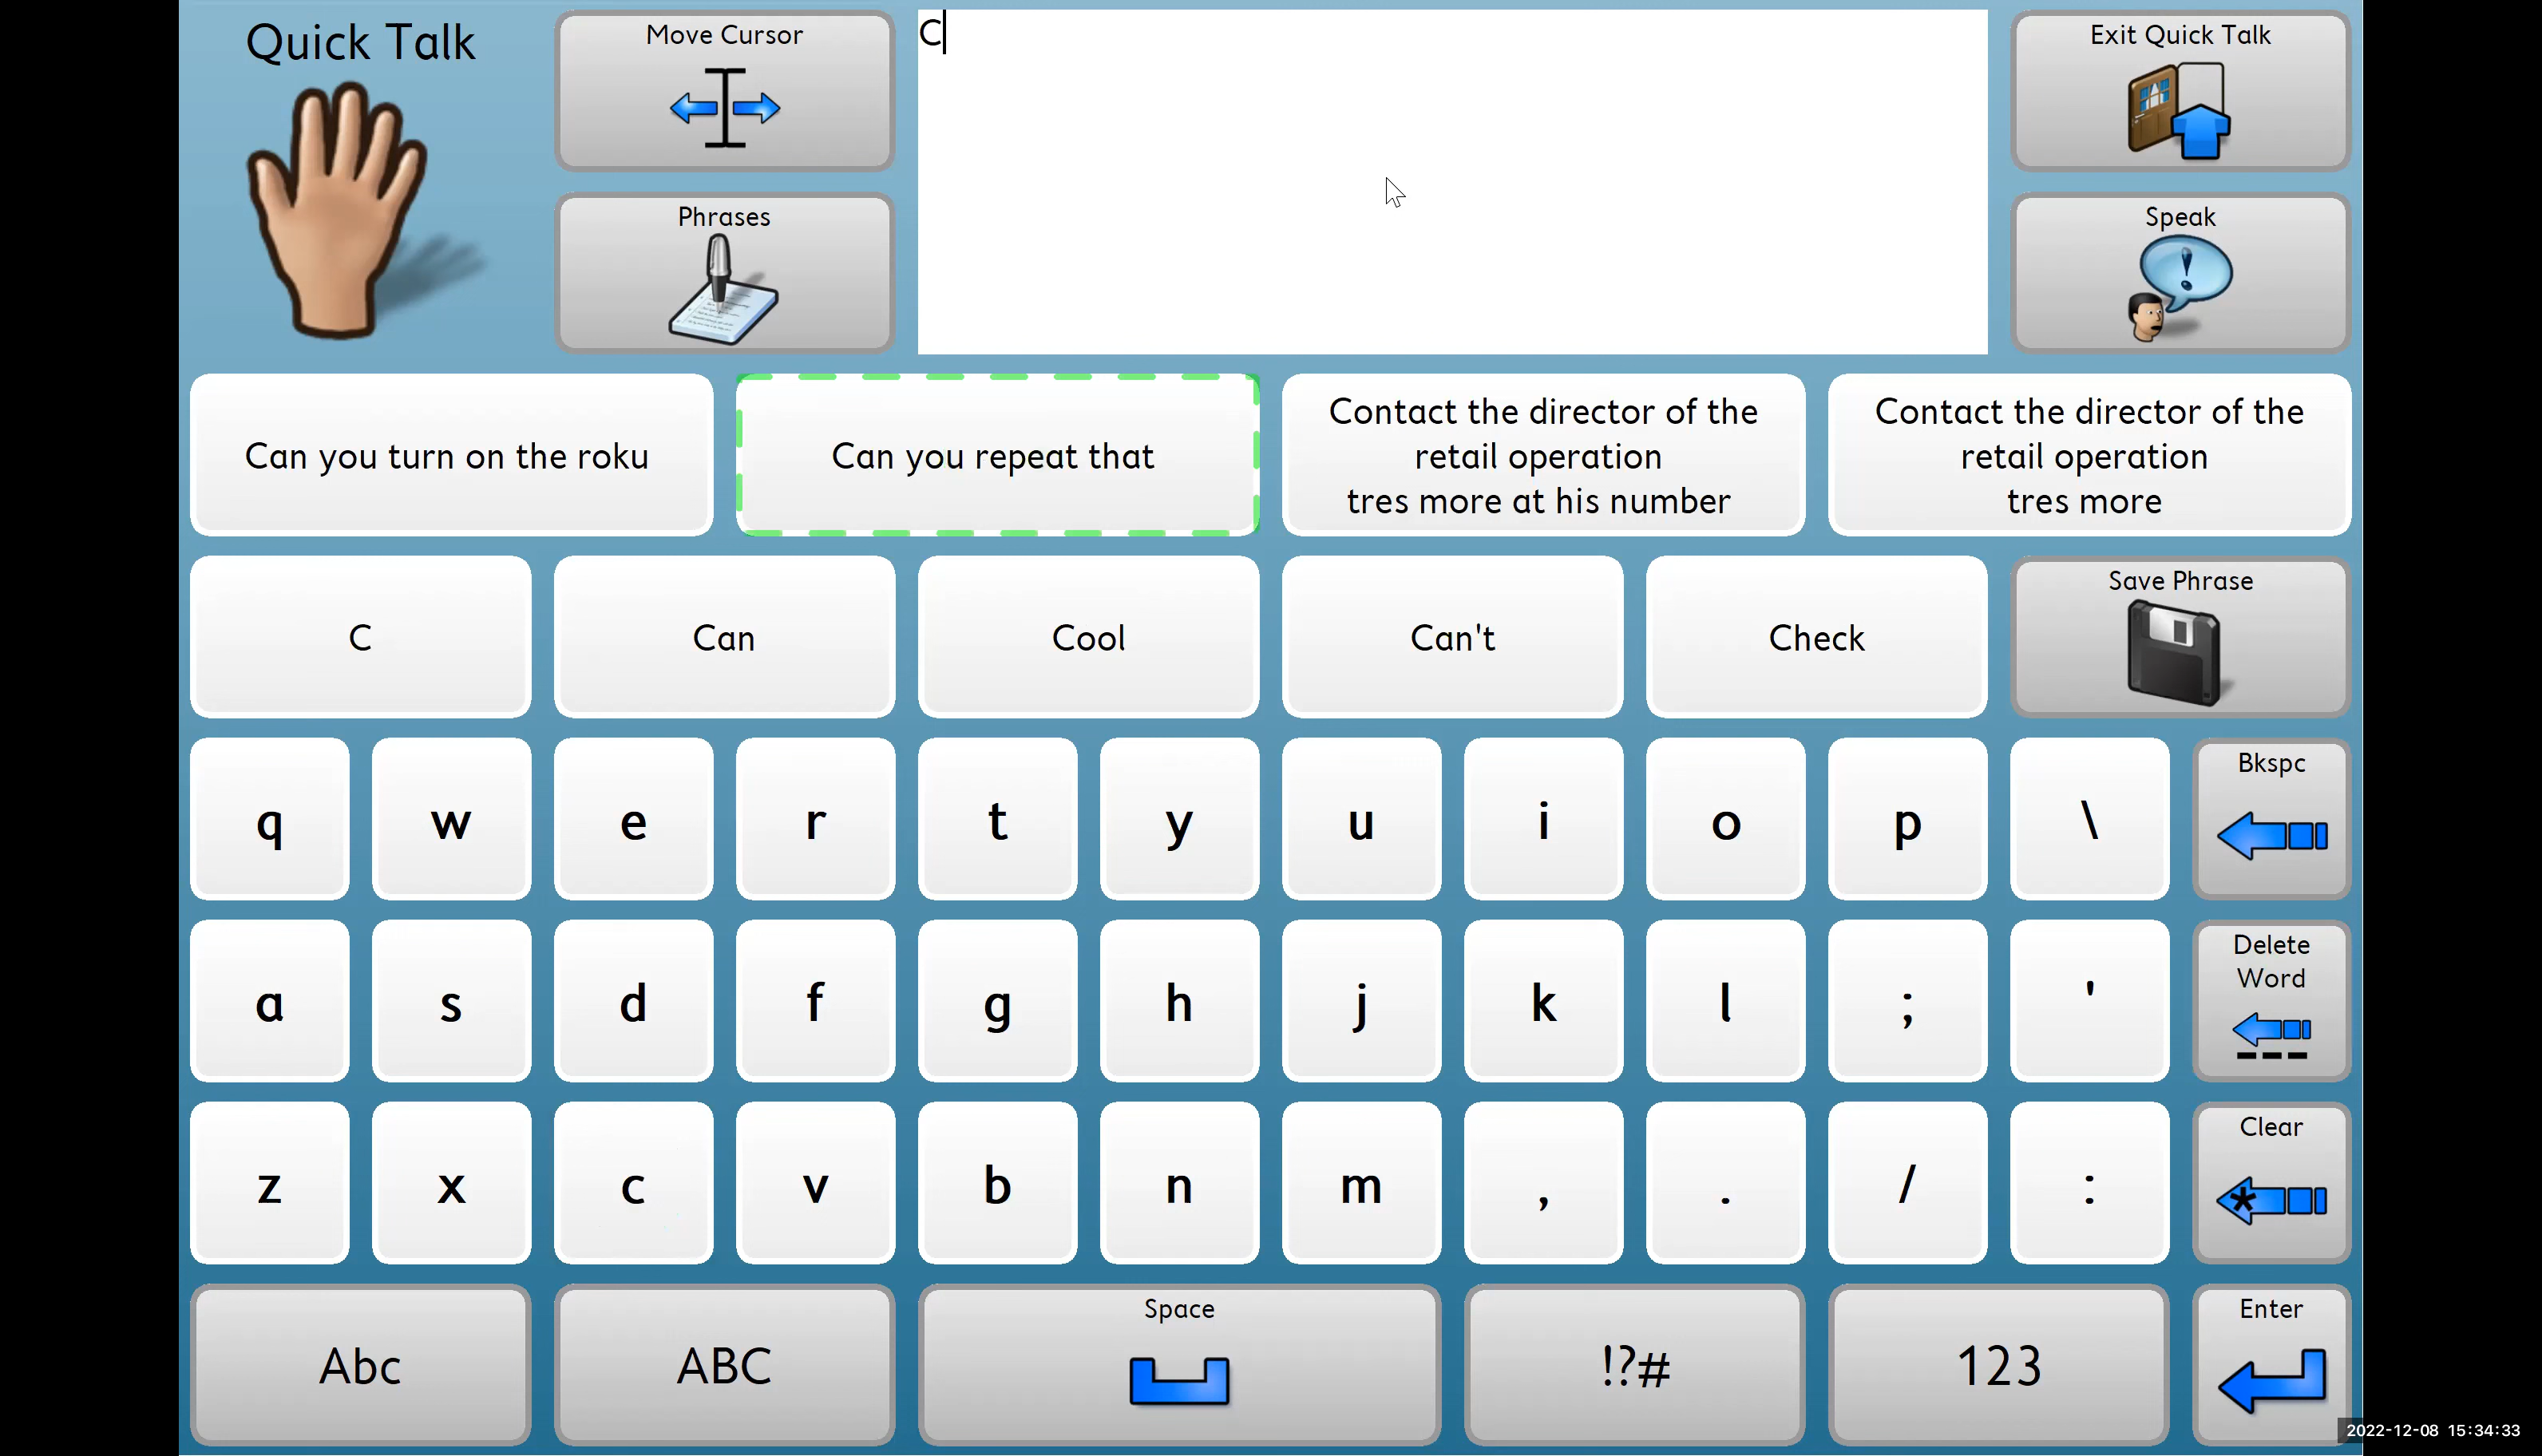 Quick Talk
Move Cursor
C
Exit Quick Talk
Phrases
Speak
Can you turn on the roku
Can you repeat that
Contact the director of the
retail operation
tres more at his number
Contact the director of the
retail operation
tres more
C
Can
Cool
Can't
Check
Save Phrase
q w e r t y u i o p \
Bkspc
a s d f g h j k l ; '
Delete
Word
z x c v b n m , . / :
Clear
*
Abc
ABC
Space
!?#
123
Enter
2022-12-08 15:34:33